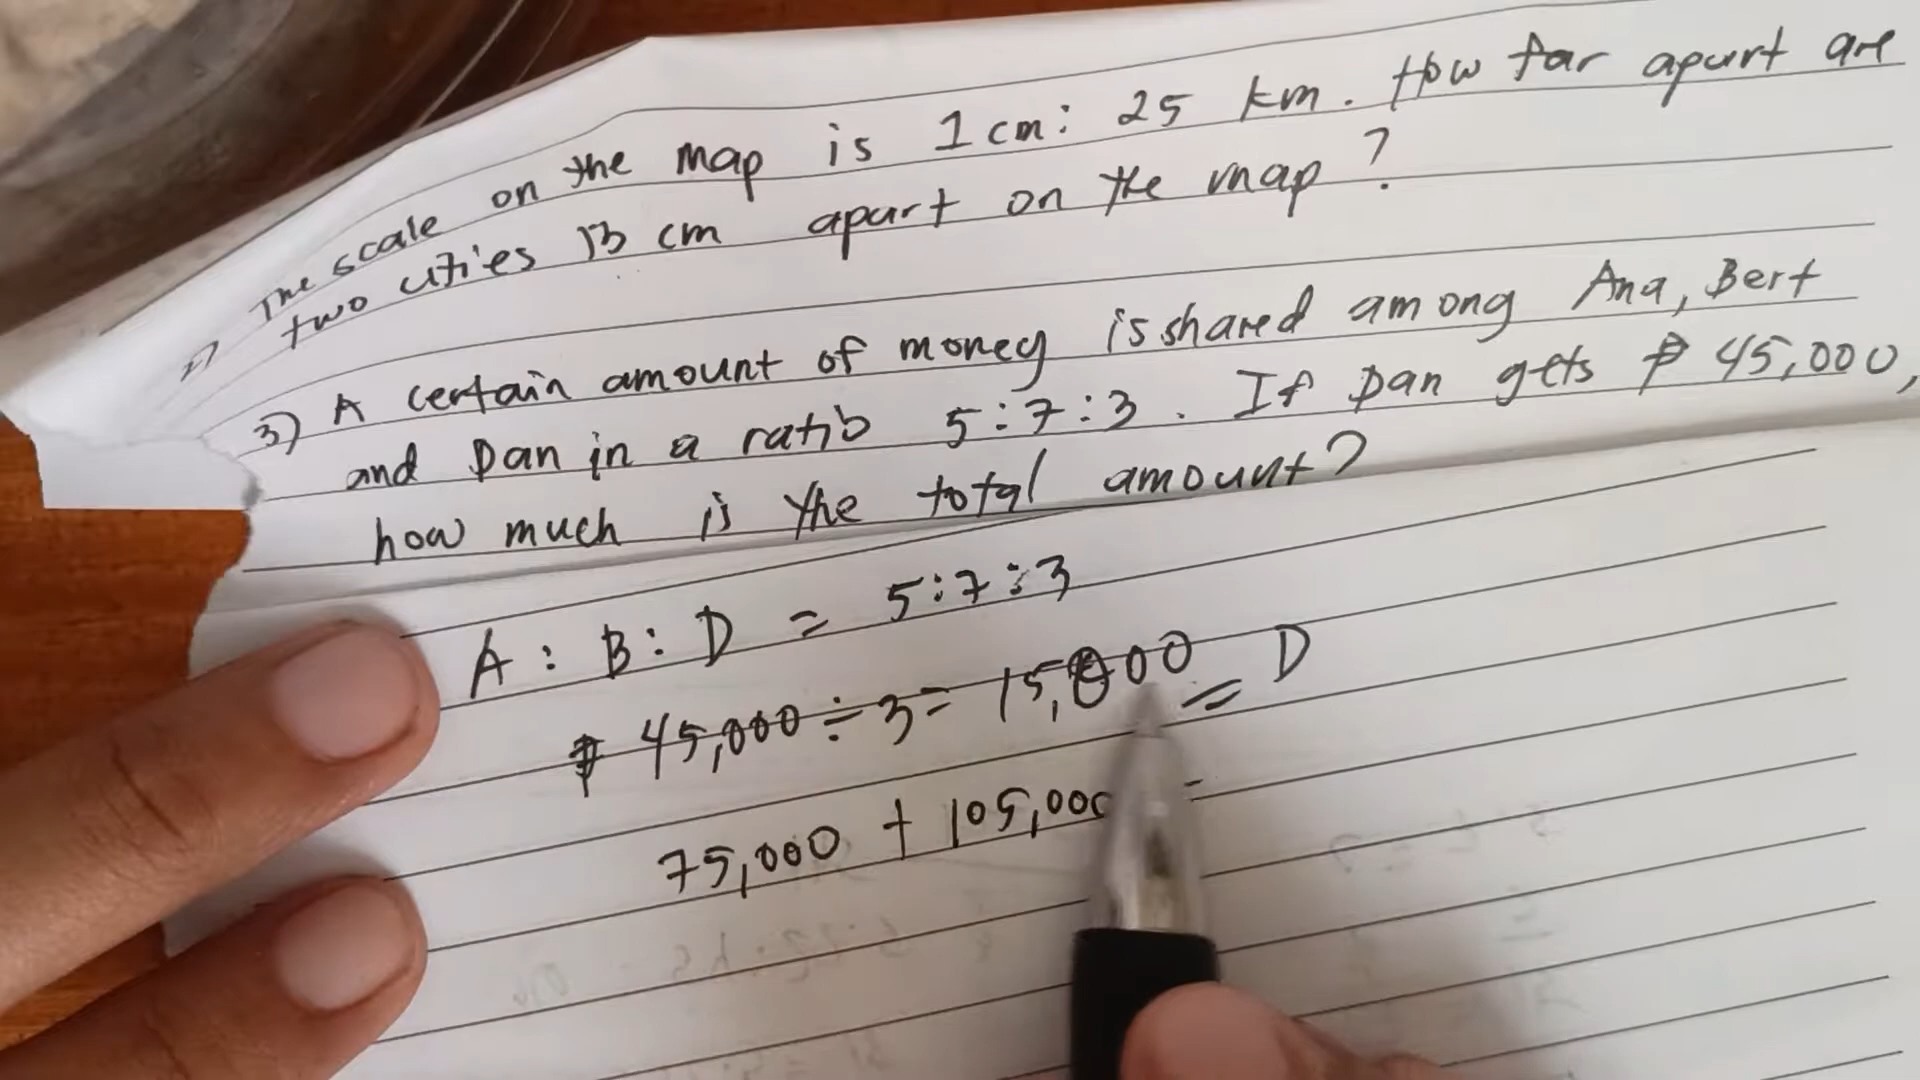 2) The scale on the map is 1 cm : 25 km. How far apart are
two cities 13 cm apart on the map?
3) A certain amount of money is shared among Ana, Bert
and Dan in a ratio 5:7:3. If Dan gets ₱ 45,000,
how much is the total amount?
A : B : D = 5:7:3
₱ 45,000 ÷ 3 = 15,000 = D
75,000 + 105,000